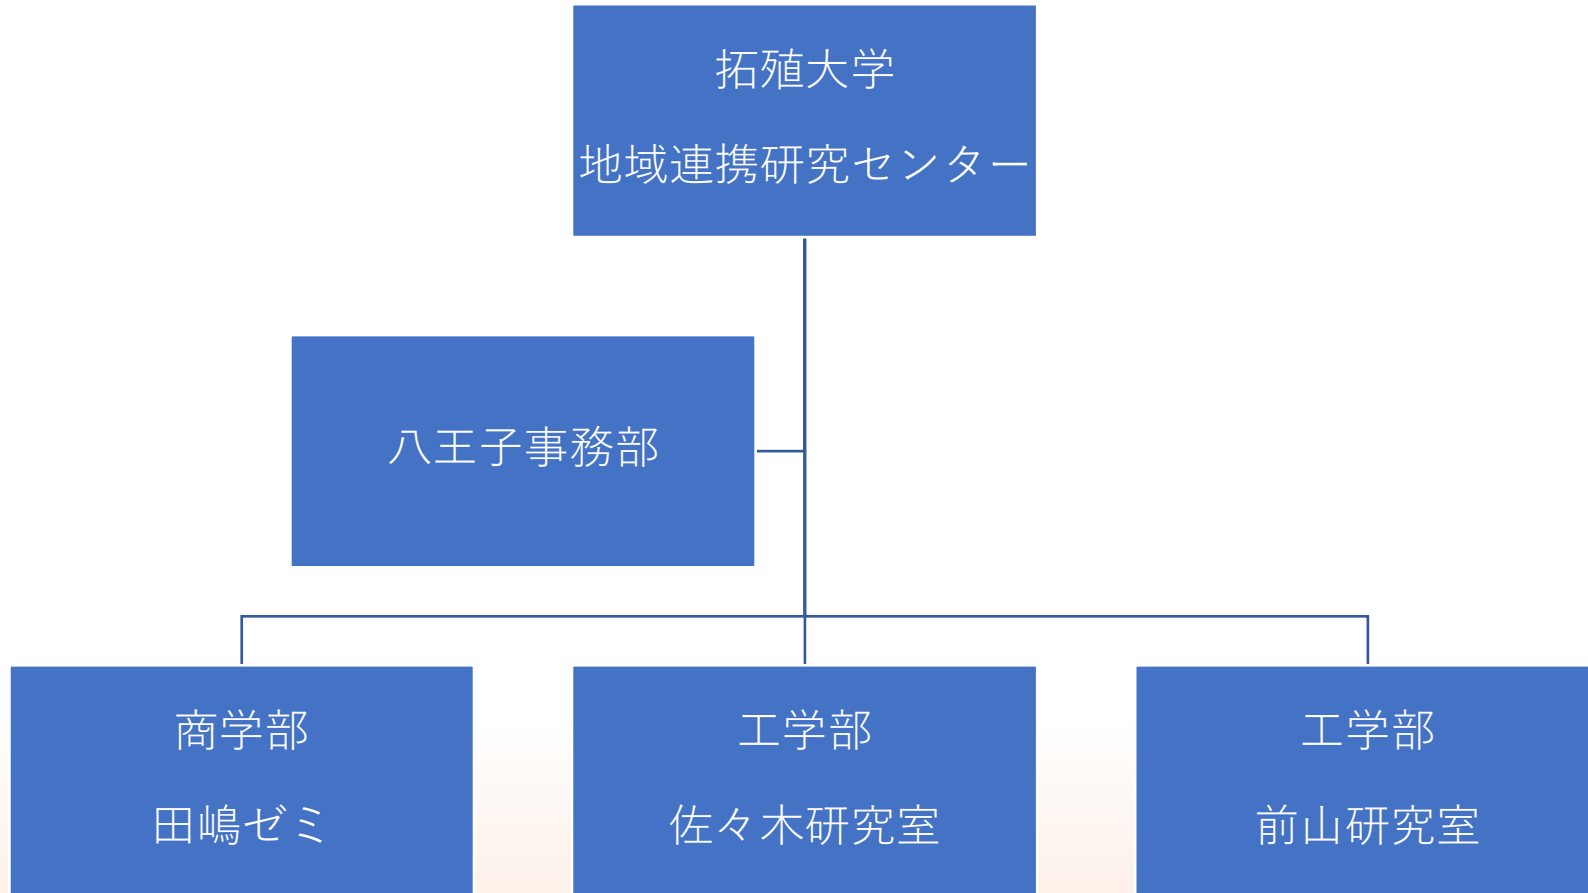 拓殖大学
地域連携研究センター
八王子事務部
商学部
田嶋ゼミ
工学部
佐々木研究室
工学部
前山研究室